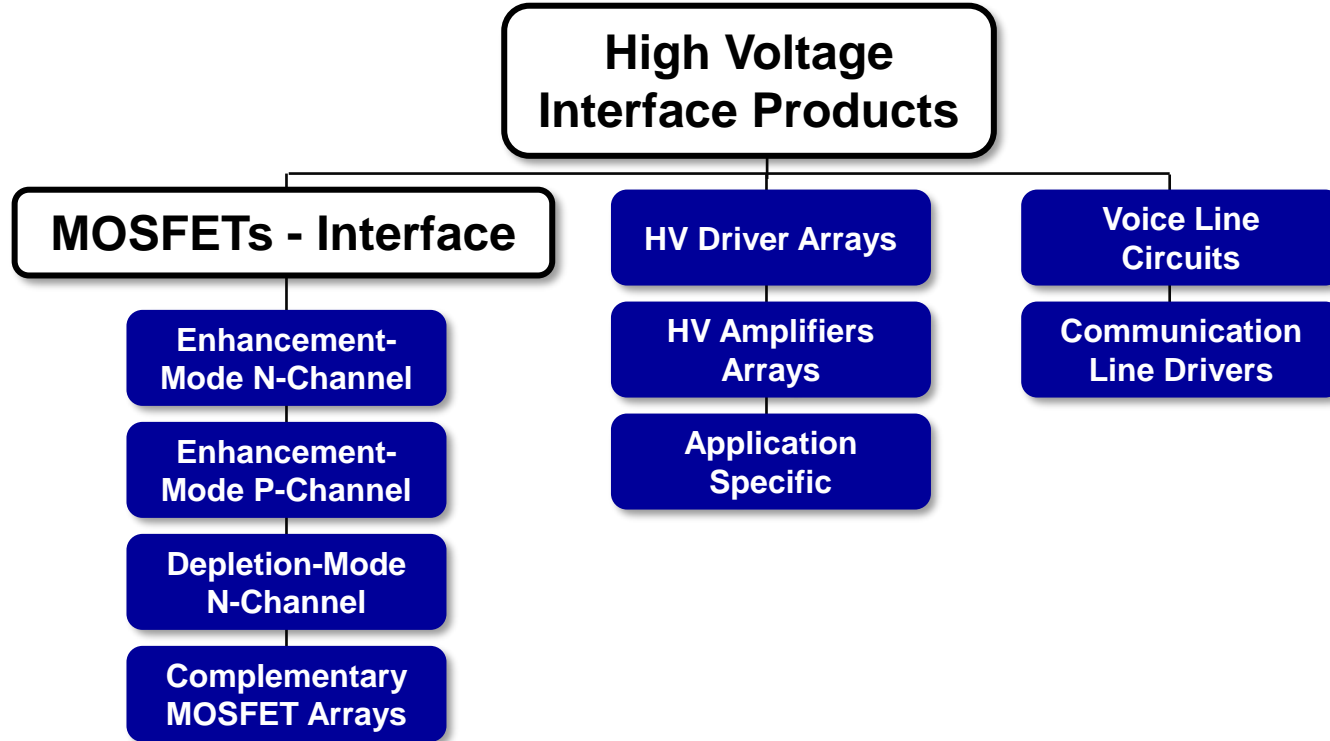 High Voltage
Interface Products
MOSFETs - Interface
Enhancement-
Mode N-Channel
Enhancement-
Mode P-Channel
Depletion-Mode
N-Channel
Complementary
MOSFET Arrays
HV Driver Arrays
HV Amplifiers
Arrays
Application
Specific
Voice Line
Circuits
Communication
Line Drivers